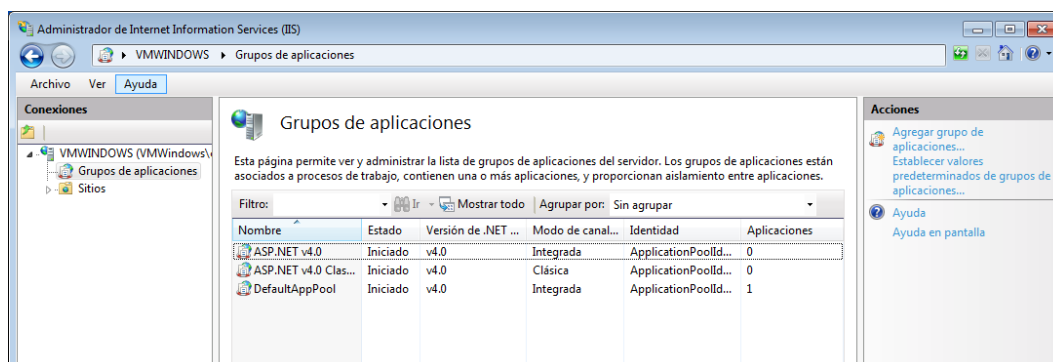 Administrador de Internet Information Services (IIS)
VMWINDOWS Grupos de aplicaciones
Archivo Ver Ayuda
Conexiones
VMWINDOWS (VMWindows\
Grupos de aplicaciones
Sitios
Grupos de aplicaciones
Esta página permite ver y administrar la lista de grupos de aplicaciones del servidor. Los grupos de aplicaciones están
asociados a procesos de trabajo, contienen una o más aplicaciones, y proporcionan aislamiento entre aplicaciones.
Filtro: Ir Mostrar todo Agrupar por: Sin agrupar
Nombre Estado Versión de .NET ... Modo de canal... Identidad Aplicaciones
ASP.NET v4.0 Iniciado v4.0 Integrada ApplicationPoolId... 0
ASP.NET v4.0 Clas... Iniciado v4.0 Clásica ApplicationPoolId... 0
DefaultAppPool Iniciado v4.0 Integrada ApplicationPoolId... 1
Acciones
Agregar grupo de
aplicaciones...
Establecer valores
predeterminados de grupos de
aplicaciones...
Ayuda
Ayuda en pantalla